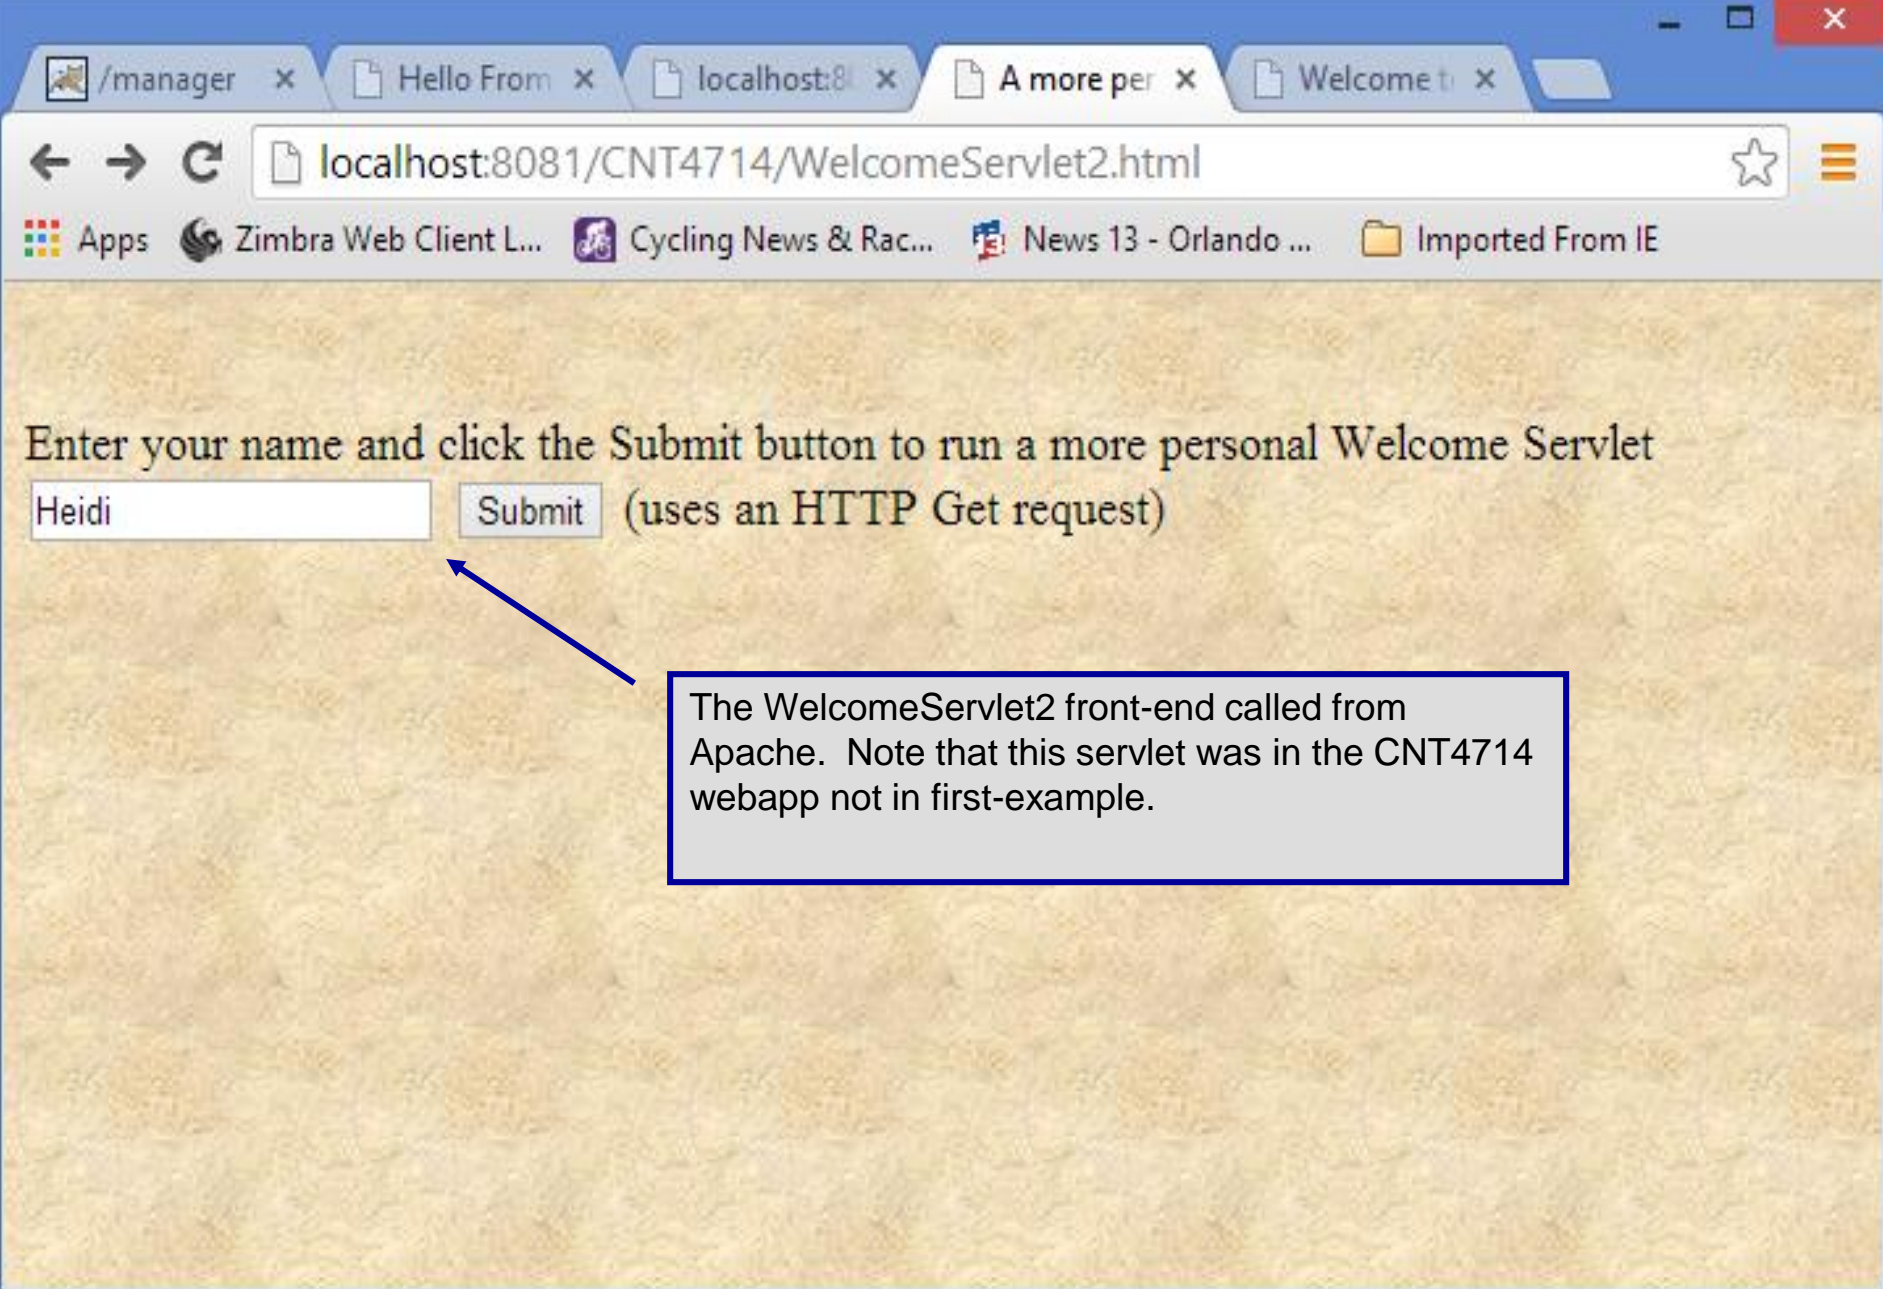 /manager
Hello From
localhost:8
A more per
Welcome t
localhost:8081/CNT4714/WelcomeServlet2.html
Apps
Zimbra Web Client L...
Cycling News & Rac...
News 13 - Orlando ...
Imported From IE
Enter your name and click the Submit button to run a more personal Welcome Servlet
Heidi Submit (uses an HTTP Get request)
The WelcomeServlet2 front-end called from
Apache. Note that this servlet was in the CNT4714
webapp not in first-example.